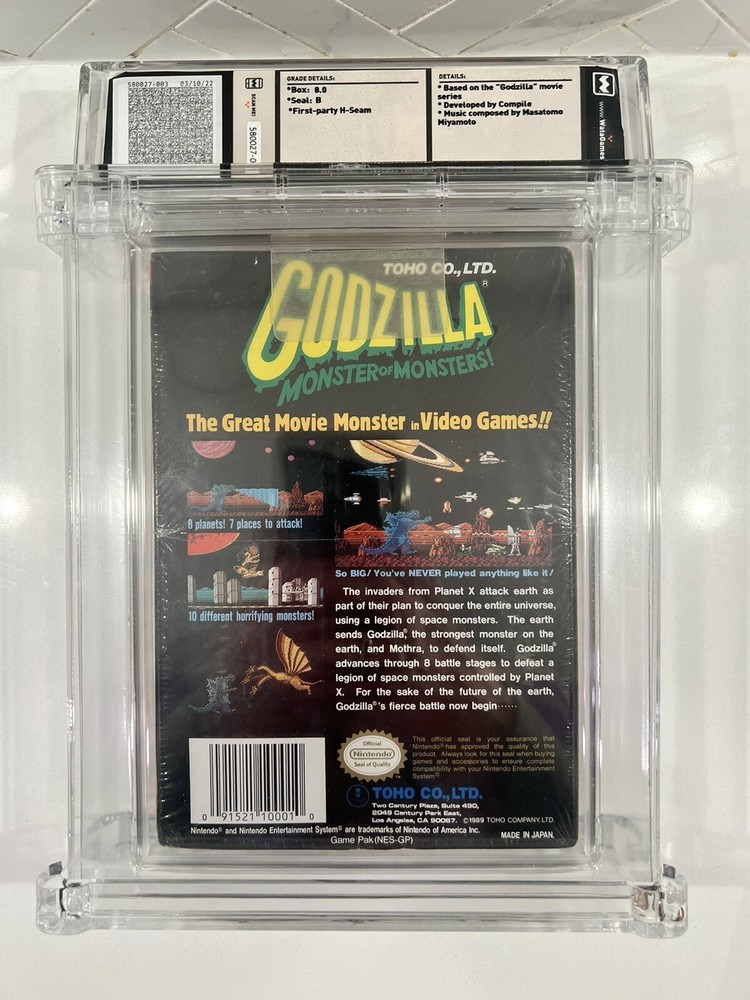 580027-003 03/10/22
SCAN ME!
580027-0
GRADE DETAILS:
*Box: 8.0
*Seal: B
*First-party H-Seam
DETAILS:
* Based on the "Godzilla" movie
series
* Developed by Compile
* Music composed by Masatomo
Miyamoto
www.WataGames
TOHO CO., LTD.
GODZILLA®
MONSTER OF MONSTERS!
The Great Movie Monster in Video Games!!
8 planets! 7 places to attack!
10 different horrifying monsters!
So BIG! You've NEVER played anything like it!
The invaders from Planet X attack earth as
part of their plan to conquer the entire universe,
using a legion of space monsters. The earth
sends Godzilla®, the strongest monster on the
earth, and Mothra, to defend itself. Godzilla®
advances through 8 battle stages to defeat a
legion of space monsters controlled by Planet
X. For the sake of the future of the earth,
Godzilla®'s fierce battle now begin······
0 91521 10001 0
Official
Nintendo
Seal of Quality
TM
This official seal is your assurance that
Nintendo® has approved the quality of this
product. Always look for this seal when buying
games and accessories to ensure complete
compatibility with your Nintendo Entertainment
System®
TOHO CO., LTD.
Two Century Plaza, Suite 490,
2049 Century Park East,
Los Angeles, CA 90067. ©1989 TOHO COMPANY. LTD.
Nintendo® and Nintendo Entertainment System® are trademarks of Nintendo of America Inc. MADE IN JAPAN.
Game Pak (NES-GP)